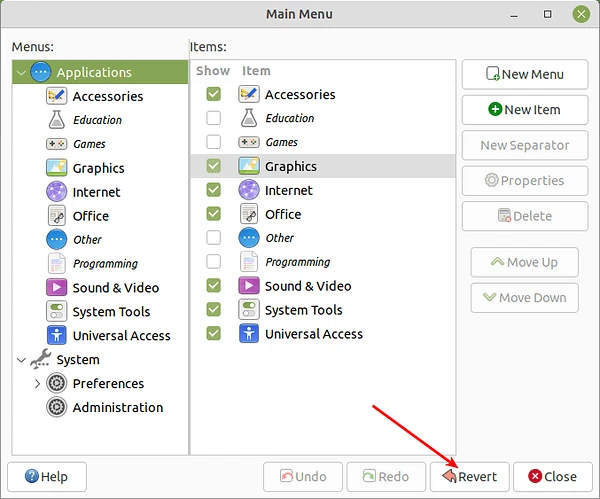 Main Menu
Menus:
Applications
Accessories
Education
Games
Graphics
Internet
Office
Other
Programming
Sound & Video
System Tools
Universal Access
System
Preferences
Administration
Items:
Show Item
Accessories
Education
Games
Graphics
Internet
Office
Other
Programming
Sound & Video
System Tools
Universal Access
New Menu
New Item
New Separator
Properties
Delete
Move Up
Move Down
Help
Undo
Redo
Revert
Close